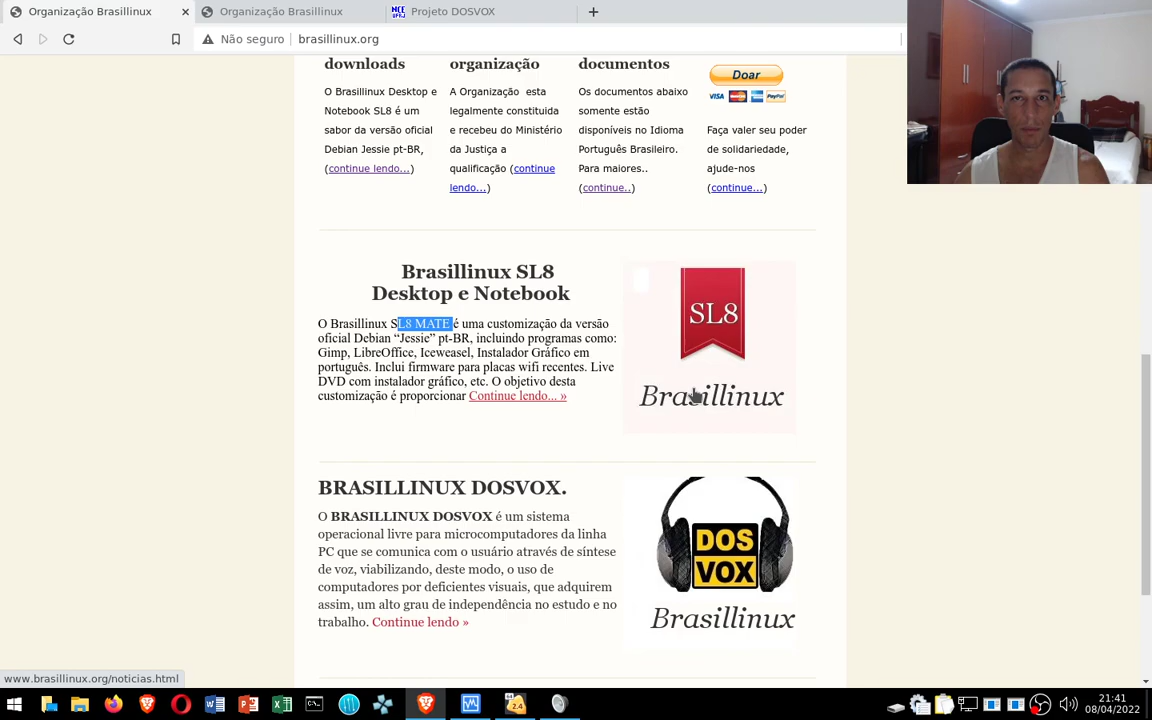 Organização Brasillinux
Organização Brasillinux
NCE
UFRJ
Projeto DOSVOX
Não seguro
brasillinux.org
downloads
O Brasillinux Desktop e
Notebook SL8 é um
sabor da versão oficial
Debian Jessie pt-BR,
(continue lendo...)
organização
A Organização esta
legalmente constituida
e recebeu do Ministério
da Justiça a
qualificação (continue
lendo...)
documentos
Os documentos abaixo
somente estão
disponíveis no Idioma
Português Brasileiro.
Para maiores..
(continue..)
Doar
VISA
PayPal
Faça valer seu poder
de solidariedade,
ajude-nos
(continue...)
Brasillinux SL8
Desktop e Notebook
O Brasillinux SL8 MATE é uma customização da versão
oficial Debian “Jessie” pt-BR, incluindo programas como:
Gimp, LibreOffice, Iceweasel, Instalador Gráfico em
português. Inclui firmware para placas wifi recentes. Live
DVD com instalador gráfico, etc. O objetivo desta
customização é proporcionar Continue lendo... »
SL8
Brasillinux
BRASILLINUX DOSVOX.
O BRASILLINUX DOSVOX é um sistema
operacional livre para microcomputadores da linha
PC que se comunica com o usuário através de síntese
de voz, viabilizando, deste modo, o uso de
computadores por deficientes visuais, que adquirem
assim, um alto grau de independência no estudo e no
trabalho. Continue lendo »
DOS
VOX
Brasillinux
www.brasillinux.org/noticias.html
2.4
21:41
08/04/2022